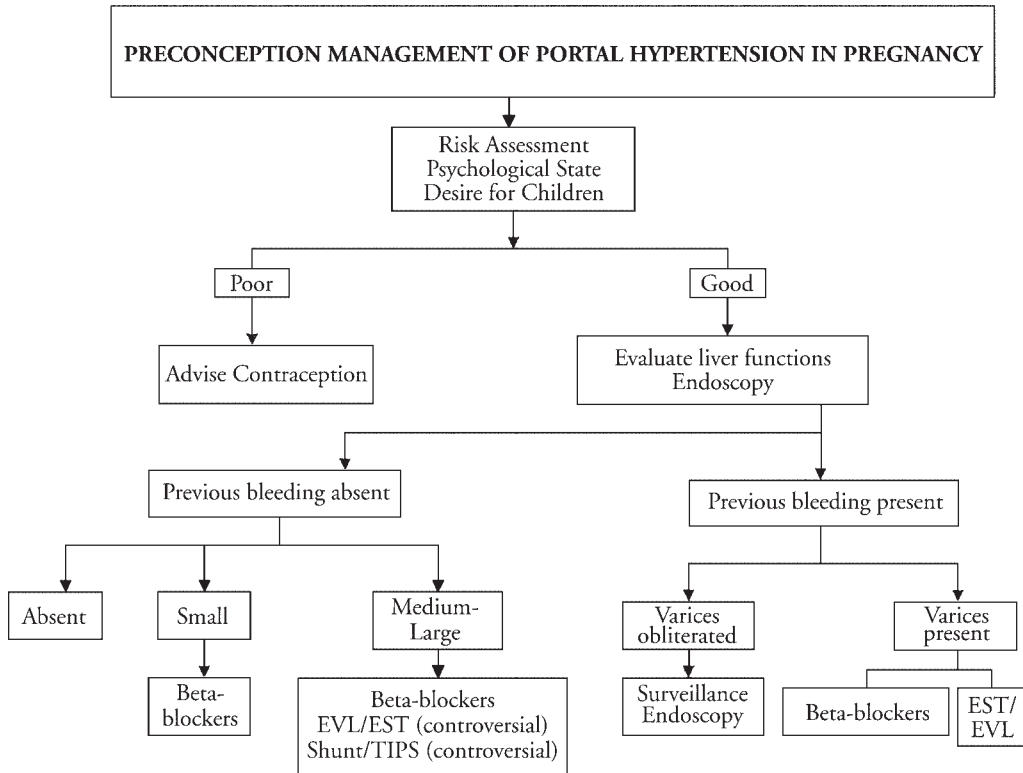 PRECONCEPTION MANAGEMENT OF PORTAL HYPERTENSION IN PREGNANCY
Risk Assessment
Psychological State
Desire for Children
Poor
Good
Advise Contraception
Evaluate liver functions
Endoscopy
Previous bleeding absent
Previous bleeding present
Absent
Small
Medium-
Large
Varices
obliterated
Varices
present
Beta-
blockers
Beta-blockers
EVL/EST (controversial)
Shunt/TIPS (controversial)
Surveillance
Endoscopy
Beta-blockers
EST/
EVL